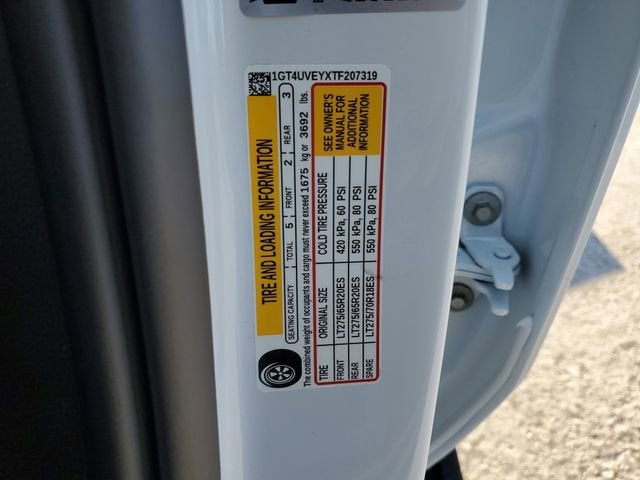 1GT4UVEYXTF207319
TIRE AND LOADING INFORMATION
SEATING CAPACITY TOTAL 5 FRONT 2 REAR 3
The combined weight of occupants and cargo must never exceed 1675 kg or 3692 lbs.
TIRE ORIGINAL SIZE COLD TIRE PRESSURE
FRONT LT275/65R20ES 420 kPa, 60 PSI
REAR LT275/65R20ES 550 kPa, 80 PSI
SPARE LT275/70R18ES 550 kPa, 80 PSI
SEE OWNER'S
MANUAL FOR
ADDITIONAL
INFORMATION